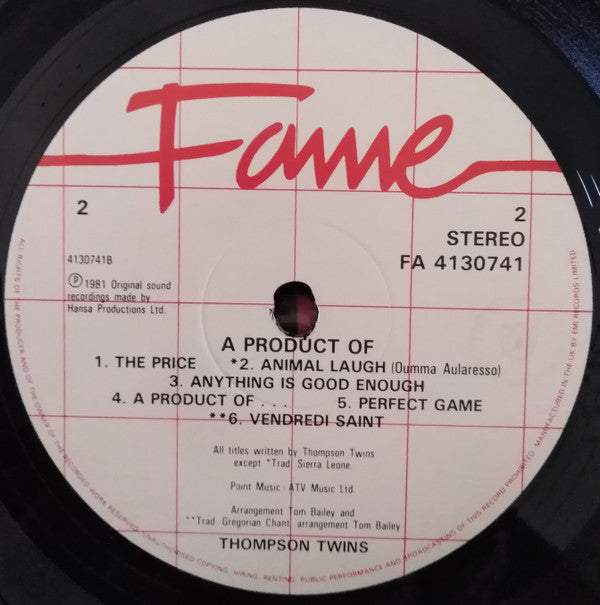 Fame
2
2
STEREO
FA 4130741
4130741B
Ⓟ 1981 Original sound
recordings made by
Hansa Productions Ltd.
A PRODUCT OF
1. THE PRICE *2. ANIMAL LAUGH (Oumma Aularesso)
3. ANYTHING IS GOOD ENOUGH
4. A PRODUCT OF . . . 5. PERFECT GAME
**6. VENDREDI SAINT
All titles written by Thompson Twins
except *Trad. Sierra Leone.
Point Music : ATV Music Ltd.
Arrangement Tom Bailey and
**Trad. Gregorian Chant, arrangement Tom Bailey
THOMPSON TWINS
ALL RIGHTS OF THE PRODUCER AND OF THE OWNER OF THE RECORDED WORK RESERVED. UNAUTHORISED COPYING, HIRING, RENTING, PUBLIC PERFORMANCE AND BROADCASTING OF THIS RECORD PROHIBITED. MANUFACTURED IN THE UK BY EMI RECORDS LIMITED